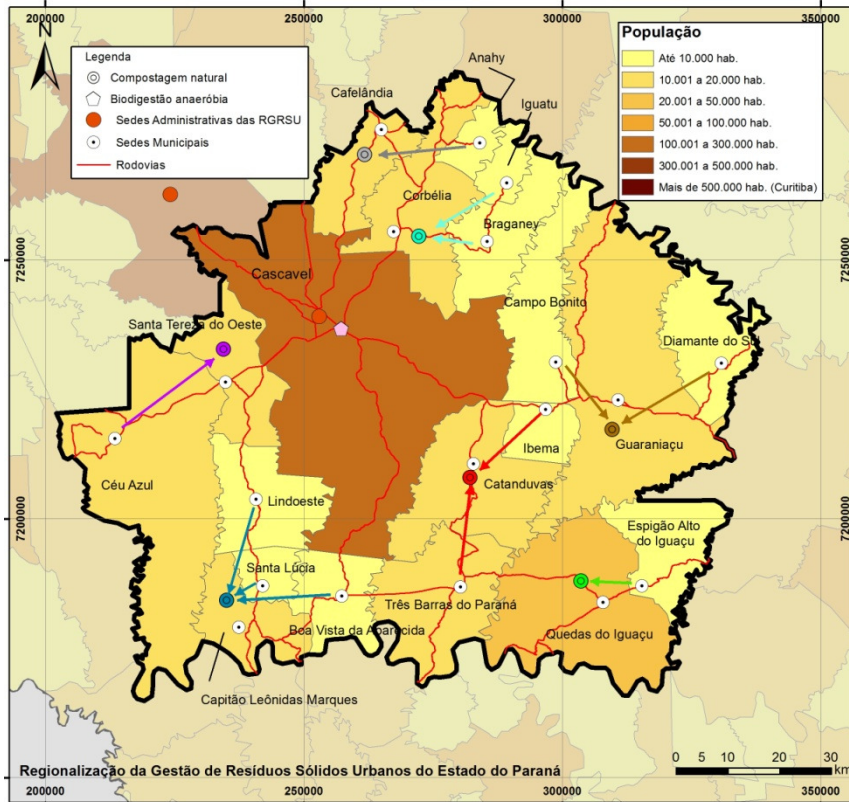 200000 250000 300000 350000
Legenda
Compostagem natural
Biodigestão anaeróbia
Sedes Administrativas das RGRSU
Sedes Municipais
Rodovias
População
Até 10.000 hab.
10.001 a 20.000 hab.
20.001 a 50.000 hab.
50.001 a 100.000 hab.
100.001 a 300.000 hab.
300.001 a 500.000 hab.
Mais de 500.000 hab. (Curitiba)
Anahy
Cafelândia
Iguatu
Corbélia
Braganey
7250000 7250000
Cascavel
Campo Bonito
Santa Tereza do Oeste
Diamante do Sul
Ibema
Guaraniaçu
Céu Azul
Catanduvas
Lindoeste
7200000 7200000
Espigão Alto
do Iguaçu
Santa Lúcia
Três Barras do Paraná
Boa Vista da Aparecida
Quedas do Iguaçu
Capitão Leônidas Marques
Regionalização da Gestão de Resíduos Sólidos Urbanos do Estado do Paraná
0 5 10 20 30
km
200000 250000 300000 350000